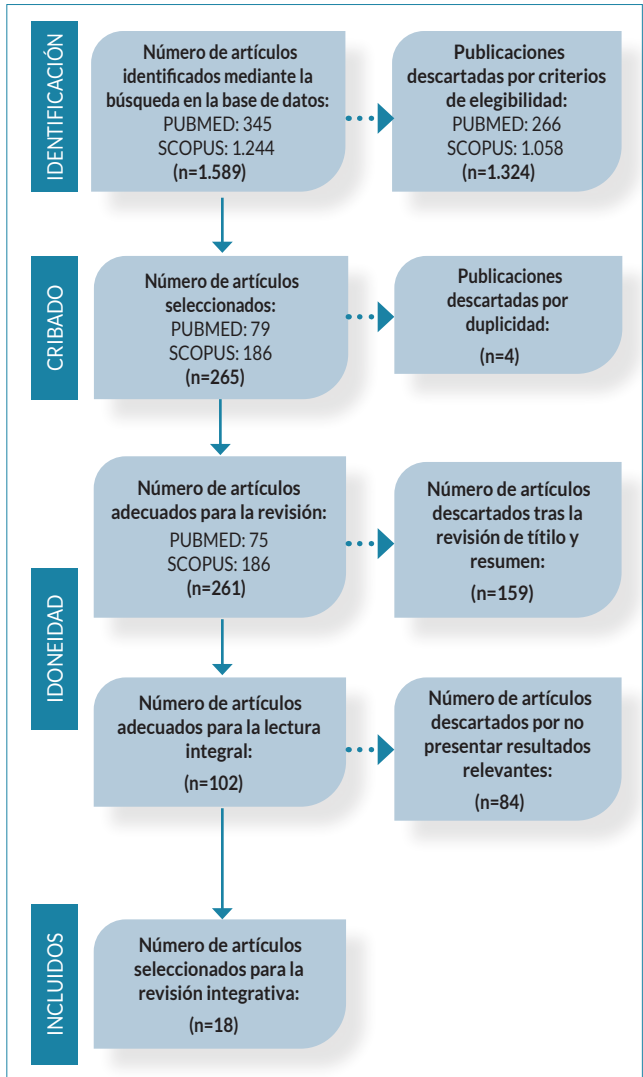 IDENTIFICACIÓN
Número de artículos
identificados mediante la
búsqueda en la base de datos:
PUBMED: 345
SCOPUS: 1.244
(n=1.589)
Publicaciones
descartadas por criterios
de elegibilidad:
PUBMED: 266
SCOPUS: 1.058
(n=1.324)
CRIBADO
Número de artículos
seleccionados:
PUBMED: 79
SCOPUS: 186
(n=265)
Publicaciones
descartadas por
duplicidad:
(n=4)
IDONEIDAD
Número de artículos
adecuados para la revisión:
PUBMED: 75
SCOPUS: 186
(n=261)
Número de artículos
descartados tras la
revisión de títilo y
resumen:
(n=159)
Número de artículos
adecuados para la lectura
integral:
(n=102)
Número de artículos
descartados por no
presentar resultados
relevantes:
(n=84)
INCLUIDOS
Número de artículos
seleccionados para la
revisión integrativa:
(n=18)